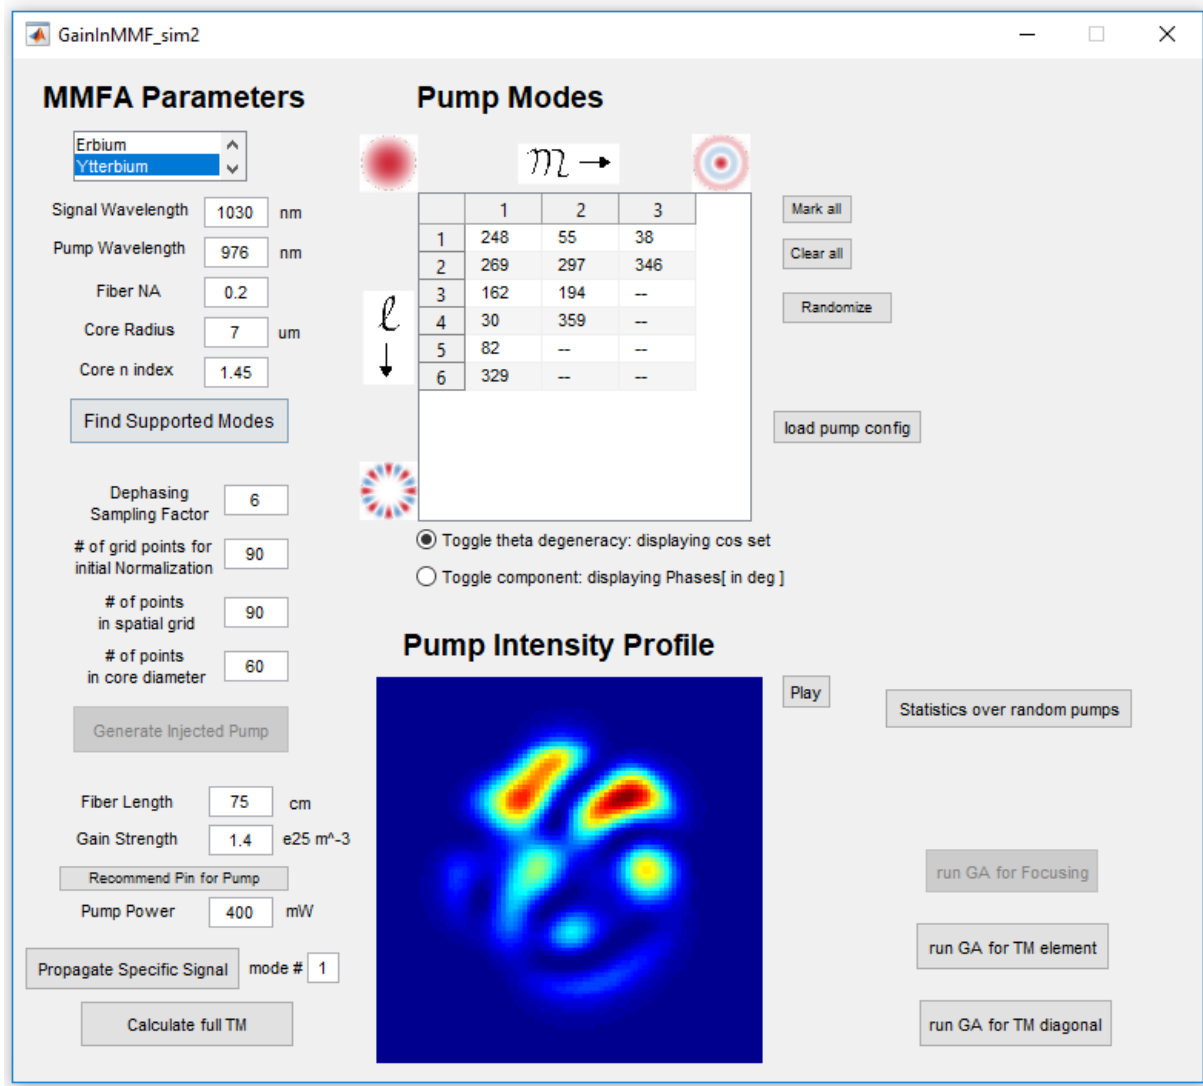 GainInMMF_sim2
MMFA Parameters
Erbium
Ytterbium
Signal Wavelength 1030 nm
Pump Wavelength 976 nm
Fiber NA 0.2
Core Radius 7 um
Core n index 1.45
Find Supported Modes
Dephasing
Sampling Factor 6
# of grid points for
initial Normalization 90
# of points
in spatial grid 90
# of points
in core diameter 60
Generate Injected Pump
Fiber Length 75 cm
Gain Strength 1.4 e25 m^-3
Recommend Pin for Pump
Pump Power 400 mW
Propagate Specific Signal mode # 1
Calculate full TM
Pump Modes
m →
ℓ ↓
1 2 3
1 248 55 38
2 269 297 346
3 162 194 --
4 30 359 --
5 82 -- --
6 329 -- --
Mark all
Clear all
Randomize
load pump config
Toggle theta degeneracy: displaying cos set
Toggle component: displaying Phases[ in deg ]
Pump Intensity Profile
Play
Statistics over random pumps
run GA for Focusing
run GA for TM element
run GA for TM diagonal